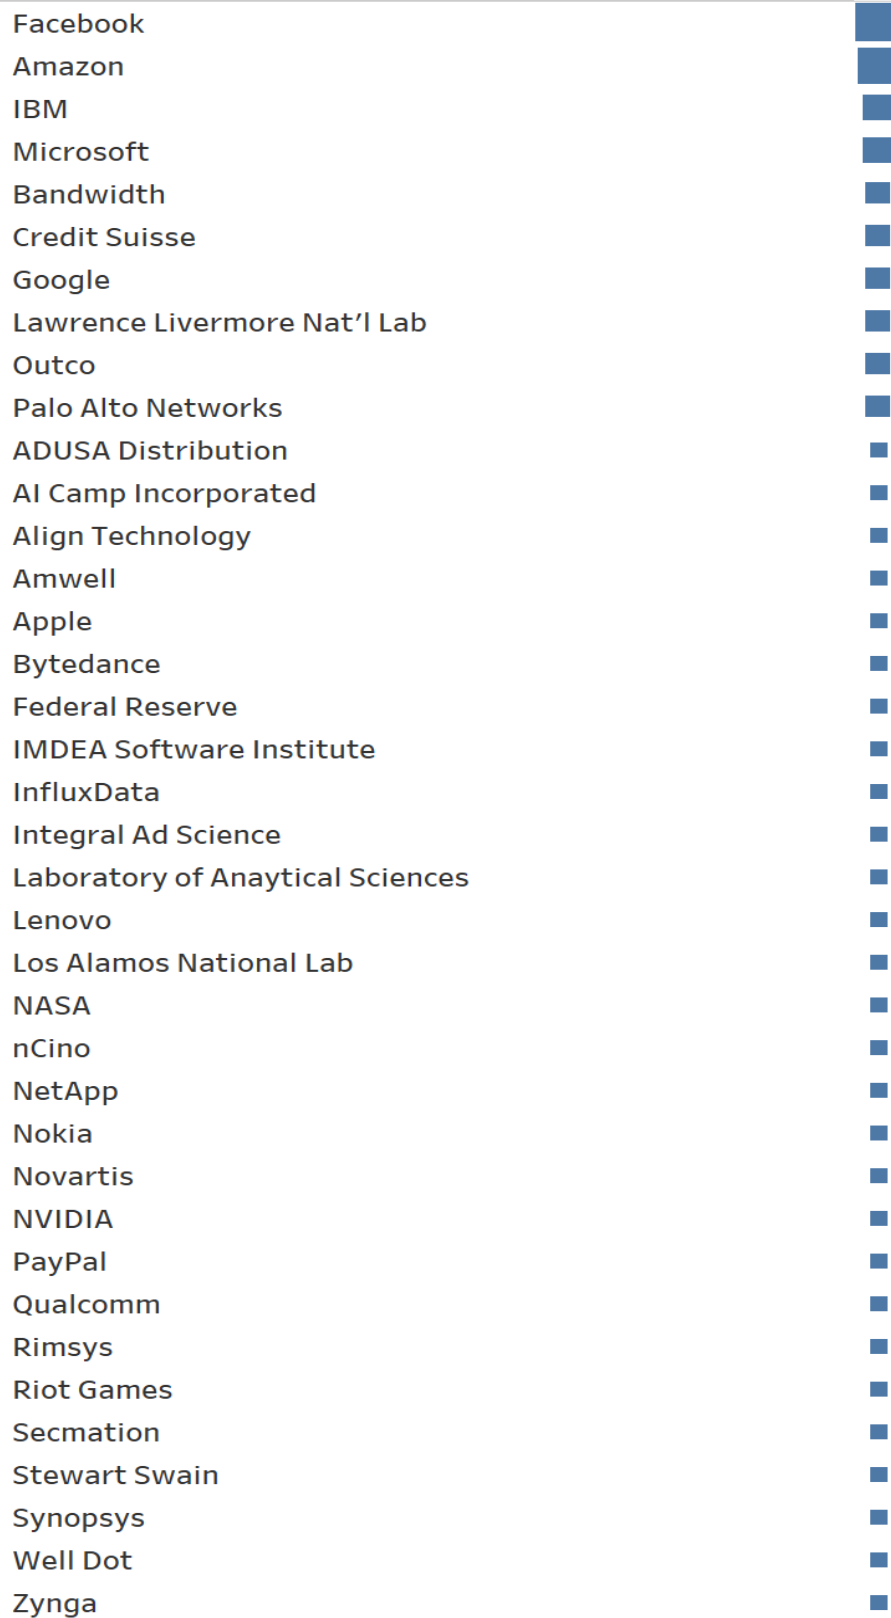 Facebook
Amazon
IBM
Microsoft
Bandwidth
Credit Suisse
Google
Lawrence Livermore Nat’l Lab
Outco
Palo Alto Networks
ADUSA Distribution
AI Camp Incorporated
Align Technology
Amwell
Apple
Bytedance
Federal Reserve
IMDEA Software Institute
InfluxData
Integral Ad Science
Laboratory of Anaytical Sciences
Lenovo
Los Alamos National Lab
NASA
nCino
NetApp
Nokia
Novartis
NVIDIA
PayPal
Qualcomm
Rimsys
Riot Games
Secmation
Stewart Swain
Synopsys
Well Dot
Zynga